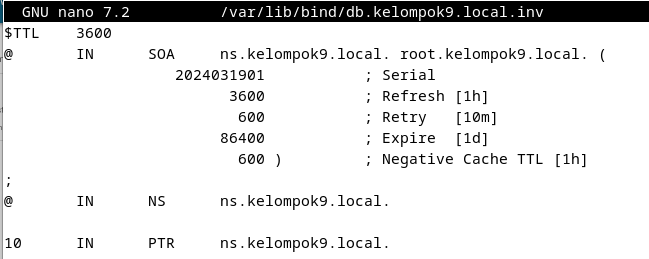 GNU nano 7.2 /var/lib/bind/db.kelompok9.local.inv
$TTL 3600
@ IN SOA ns.kelompok9.local. root.kelompok9.local. (
2024031901 ; Serial
3600 ; Refresh [1h]
600 ; Retry [10m]
86400 ; Expire [1d]
600 ) ; Negative Cache TTL [1h]
;
@ IN NS ns.kelompok9.local.
10 IN PTR ns.kelompok9.local.